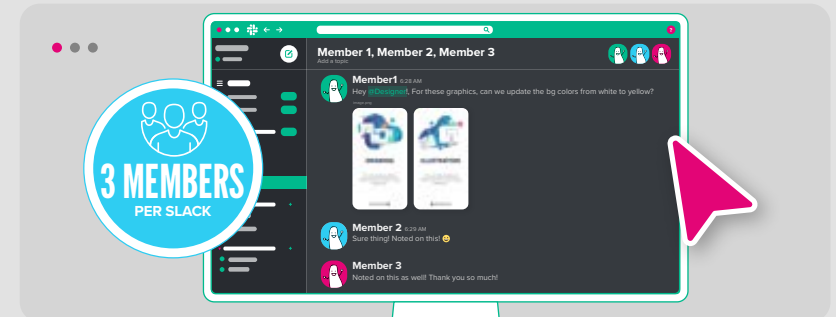 Member 1, Member 2, Member 3
Add a topic
Member1 6:28 AM
Hey @Designer!, For these graphics, can we update the bg colors from white to yellow?
DRAWING
ILLUSTRATION
3 MEMBERS
PER SLACK
Member 2 6:29 AM
Sure thing! Noted on this! 😀
Member 3
Noted on this as well! Thank you so much!